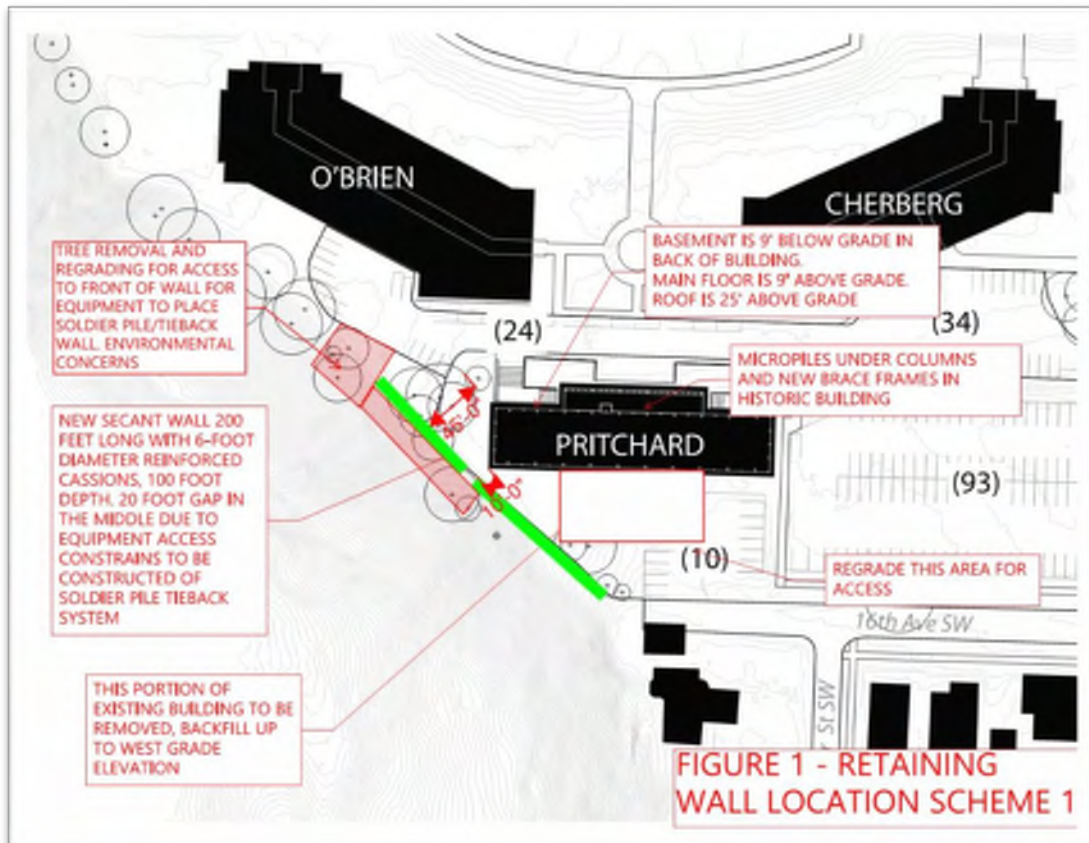 O'BRIEN
CHERBERG
TREE REMOVAL AND
REGRADING FOR ACCESS
TO FRONT OF WALL FOR
EQUIPMENT TO PLACE
SOLDIER PILE/TIEBACK
WALL. ENVIRONMENTAL
CONCERNS
BASEMENT IS 9' BELOW GRADE IN
BACK OF BUILDING.
MAIN FLOOR IS 9' ABOVE GRADE.
ROOF IS 25' ABOVE GRADE
(24)
(34)
MICROPILES UNDER COLUMNS
AND NEW BRACE FRAMES IN
HISTORIC BUILDING
NEW SECANT WALL 200
FEET LONG WITH 6-FOOT
DIAMETER REINFORCED
CASSIONS, 100 FOOT
DEPTH. 20 FOOT GAP IN
THE MIDDLE DUE TO
EQUIPMENT ACCESS
CONSTRAINS TO BE
CONSTRUCTED OF
SOLDIER PILE TIEBACK
SYSTEM
PRITCHARD
(93)
10'-0"
(10)
REGRADE THIS AREA FOR
ACCESS
16th Ave SW
St SW
THIS PORTION OF
EXISTING BUILDING TO BE
REMOVED, BACKFILL UP
TO WEST GRADE
ELEVATION
FIGURE 1 - RETAINING
WALL LOCATION SCHEME 1